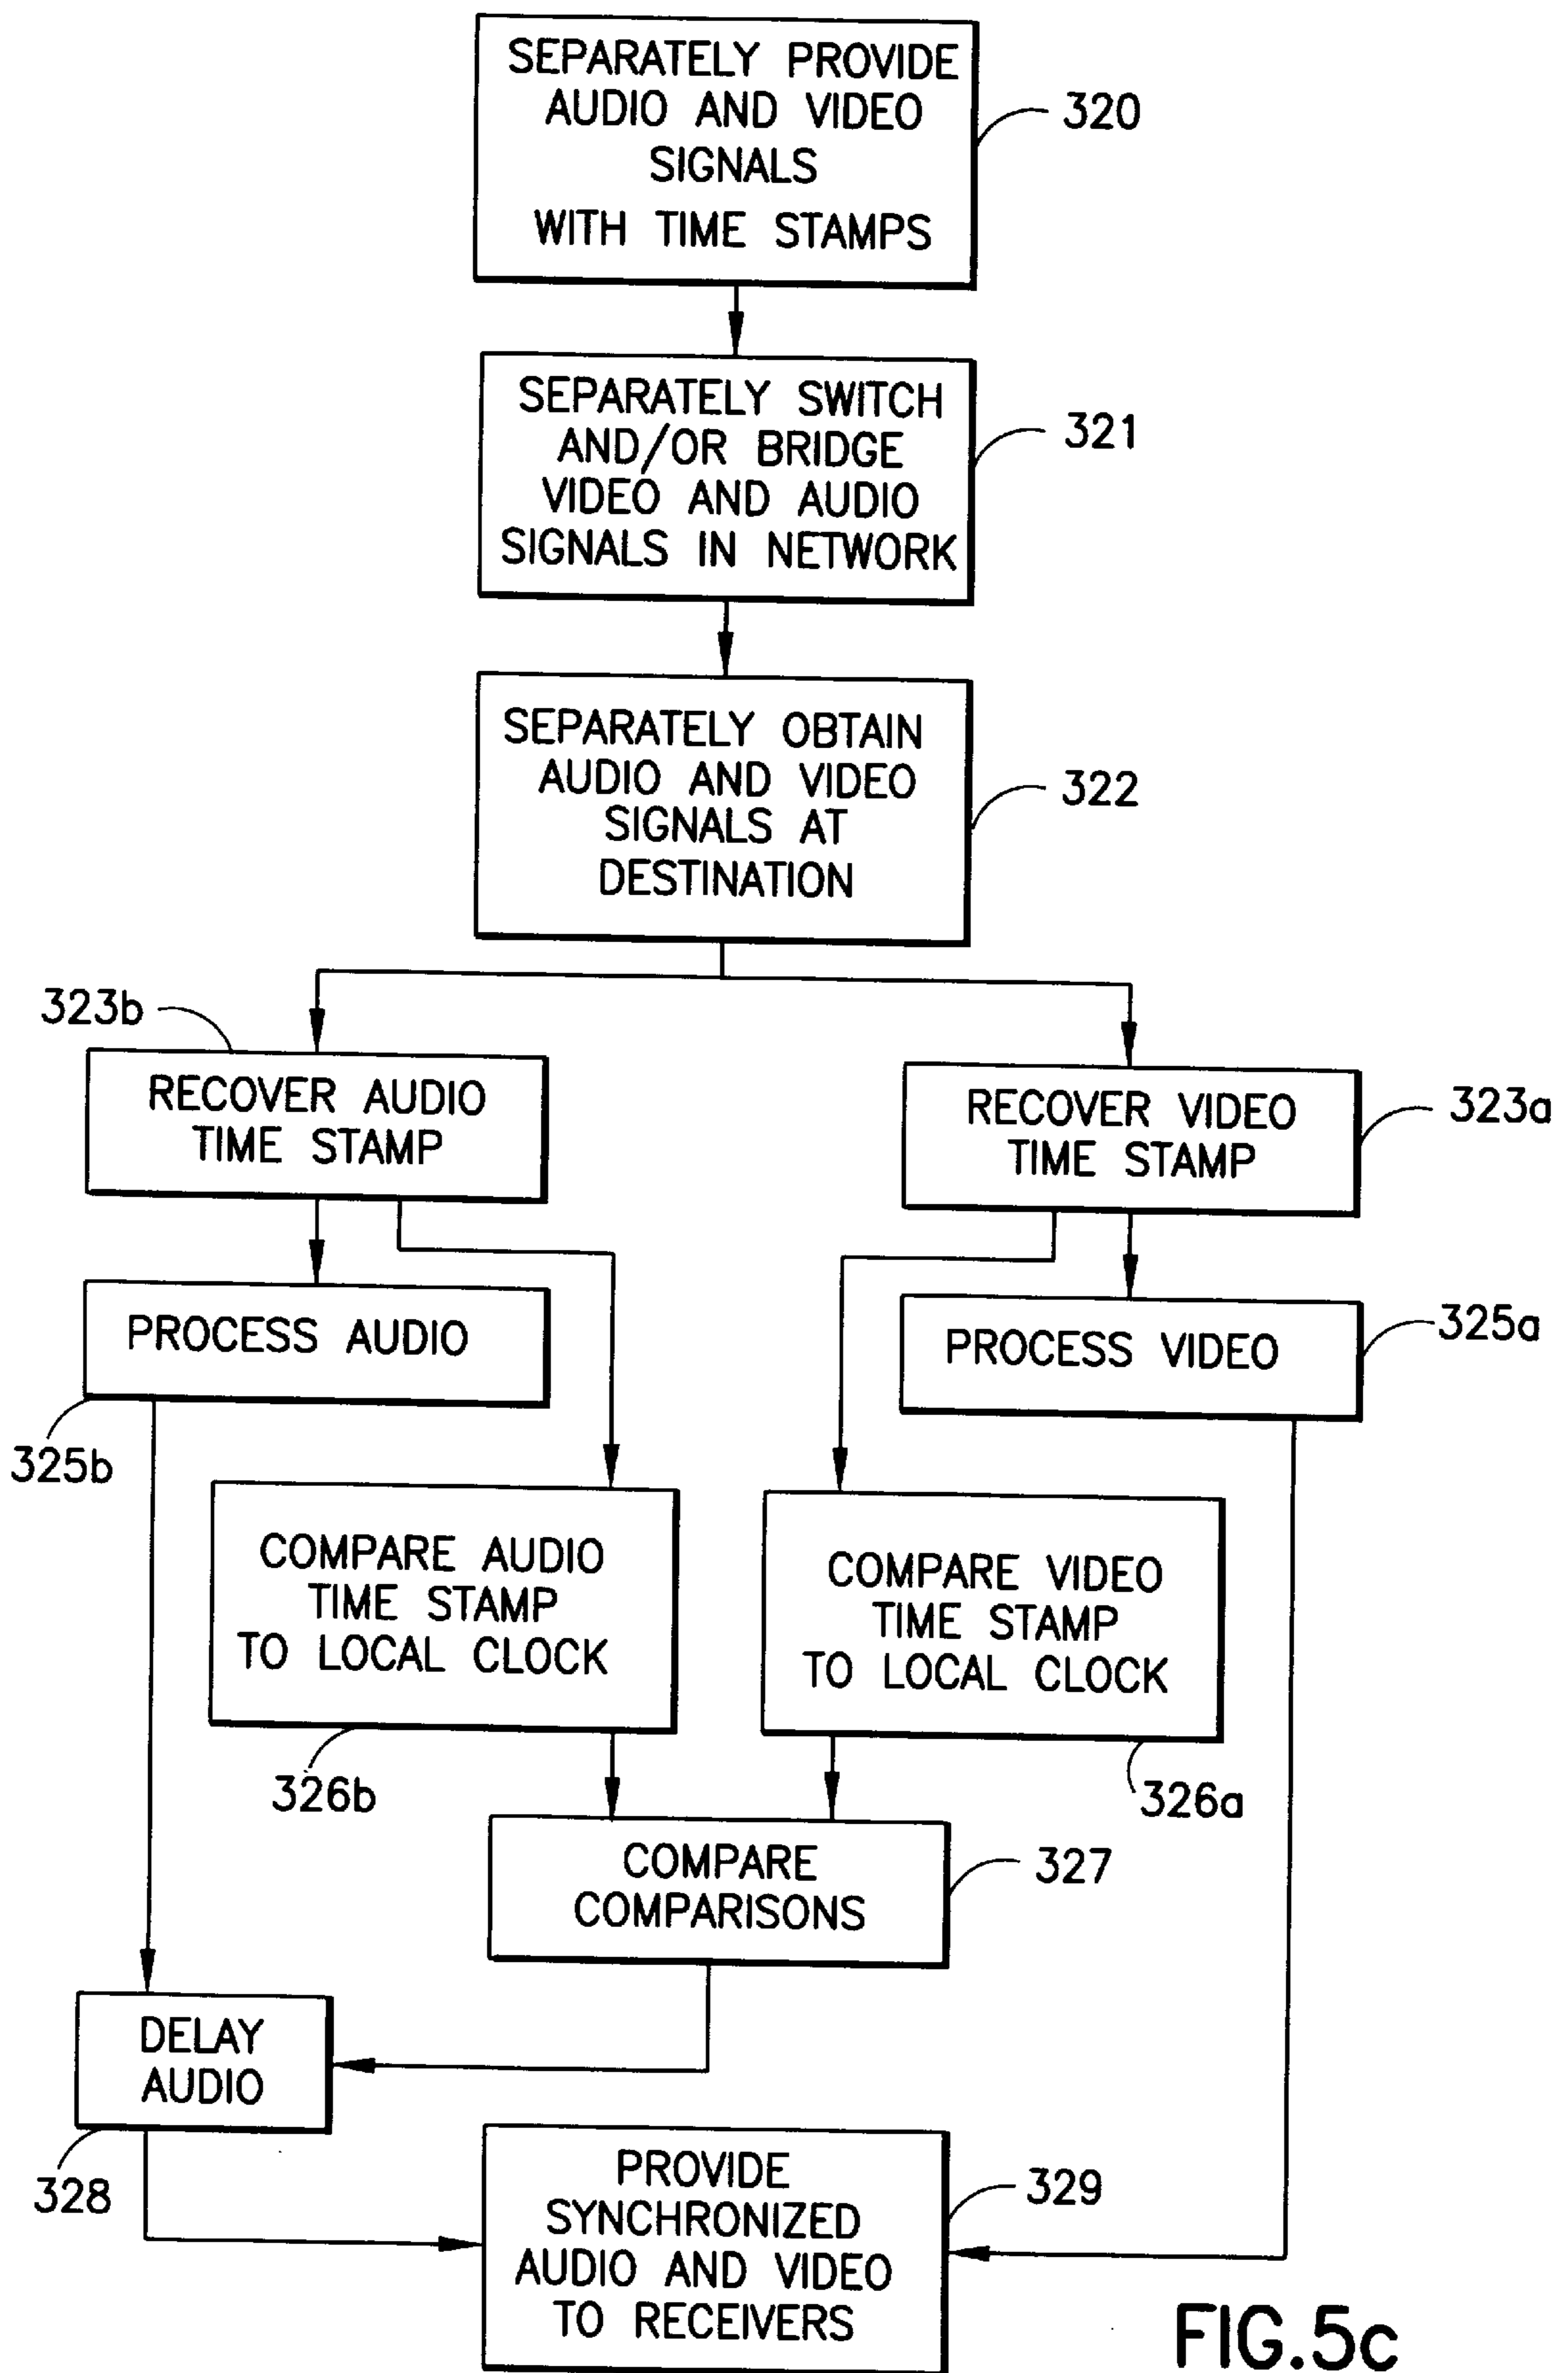 SEPARATELY PROVIDE
AUDIO AND VIDEO
SIGNALS
WITH TIME STAMPS
320
SEPARATELY SWITCH
AND/OR BRIDGE
VIDEO AND AUDIO
SIGNALS IN NETWORK
321
SEPARATELY OBTAIN
AUDIO AND VIDEO
SIGNALS AT
DESTINATION
322
323b
RECOVER AUDIO
TIME STAMP
RECOVER VIDEO
TIME STAMP
323a
PROCESS AUDIO
325b
PROCESS VIDEO
325a
COMPARE AUDIO
TIME STAMP
TO LOCAL CLOCK
326b
COMPARE VIDEO
TIME STAMP
TO LOCAL CLOCK
326a
COMPARE
COMPARISONS
327
DELAY
AUDIO
328
PROVIDE
SYNCHRONIZED
AUDIO AND VIDEO
TO RECEIVERS
329
FIG.5c